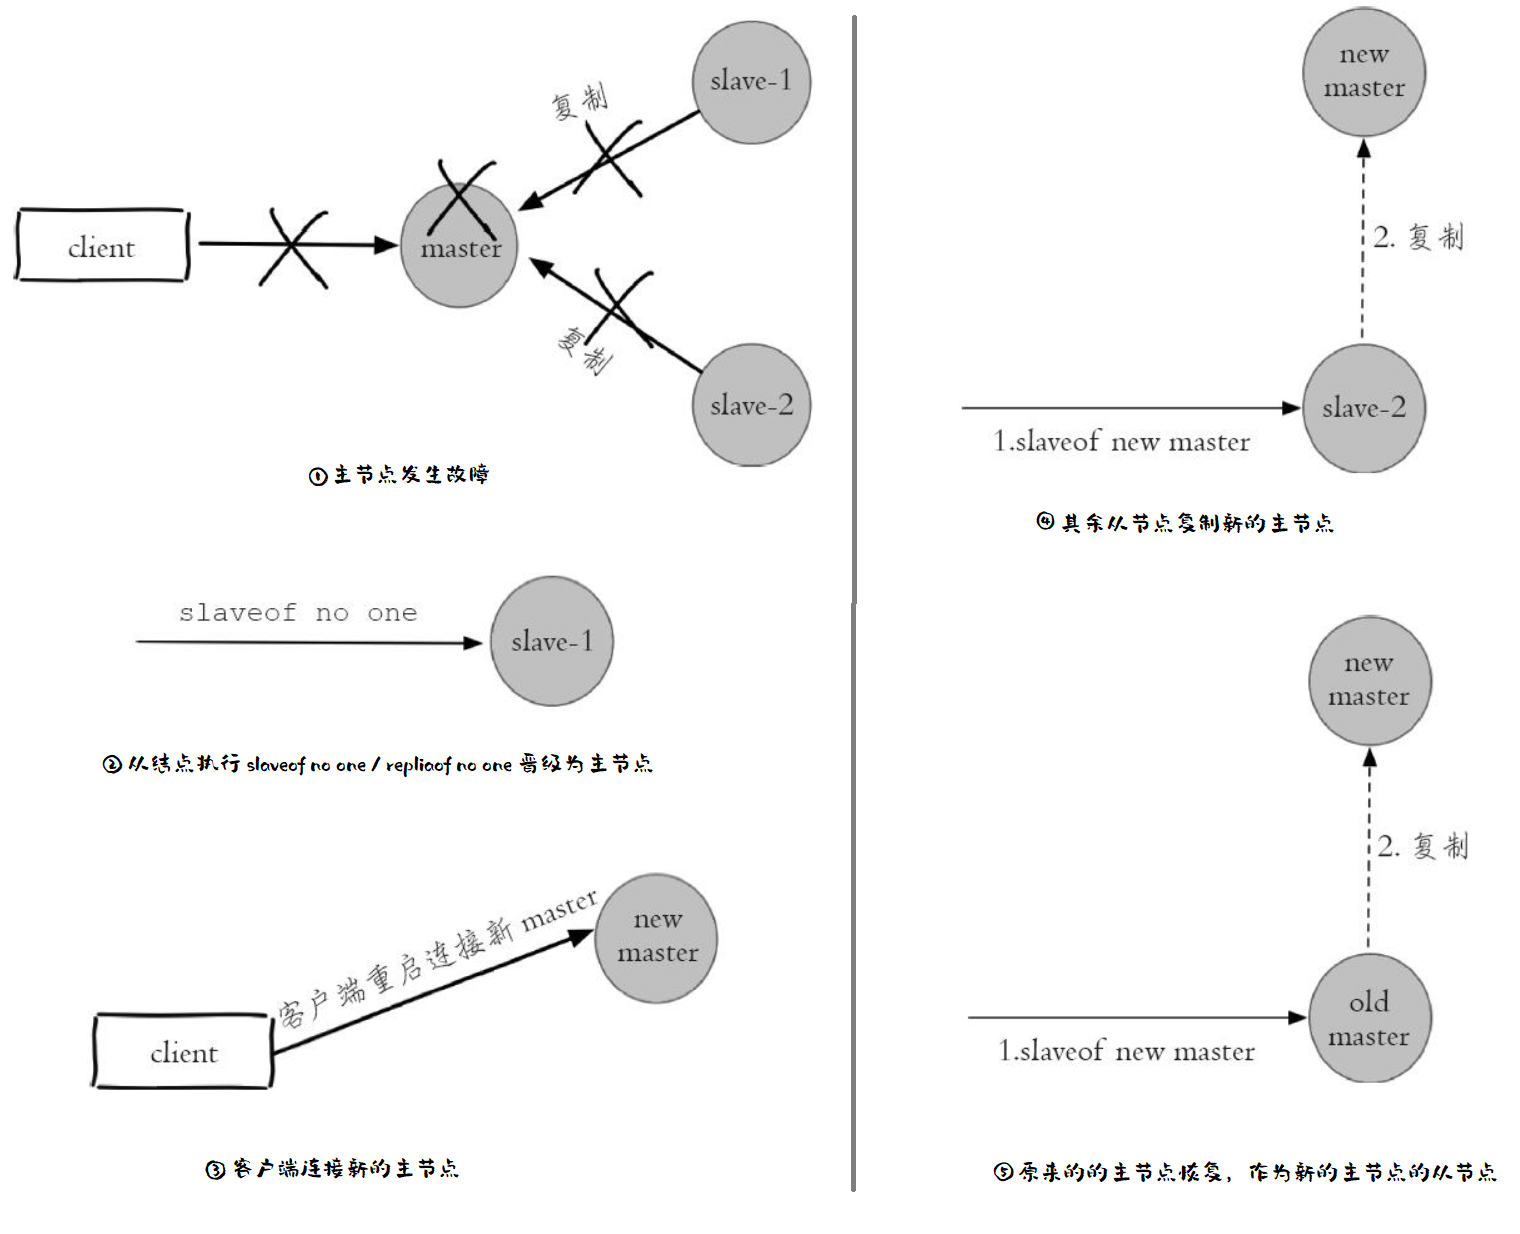 slave-1
复制
client
master
复制
slave-2
①主节点发生故障
slaveof no one
slave-1
②从结点执行 slaveof no one / repliaof no one 晋级为主节点
new
master
客户端重启连接新 master
client
③客户端连接新的主节点
new
master
2. 复制
slave-2
1.slaveof new master
④其余从节点复制新的主节点
new
master
2. 复制
old
master
1.slaveof new master
⑤原来的的主节点恢复，作为新的主节点的从节点